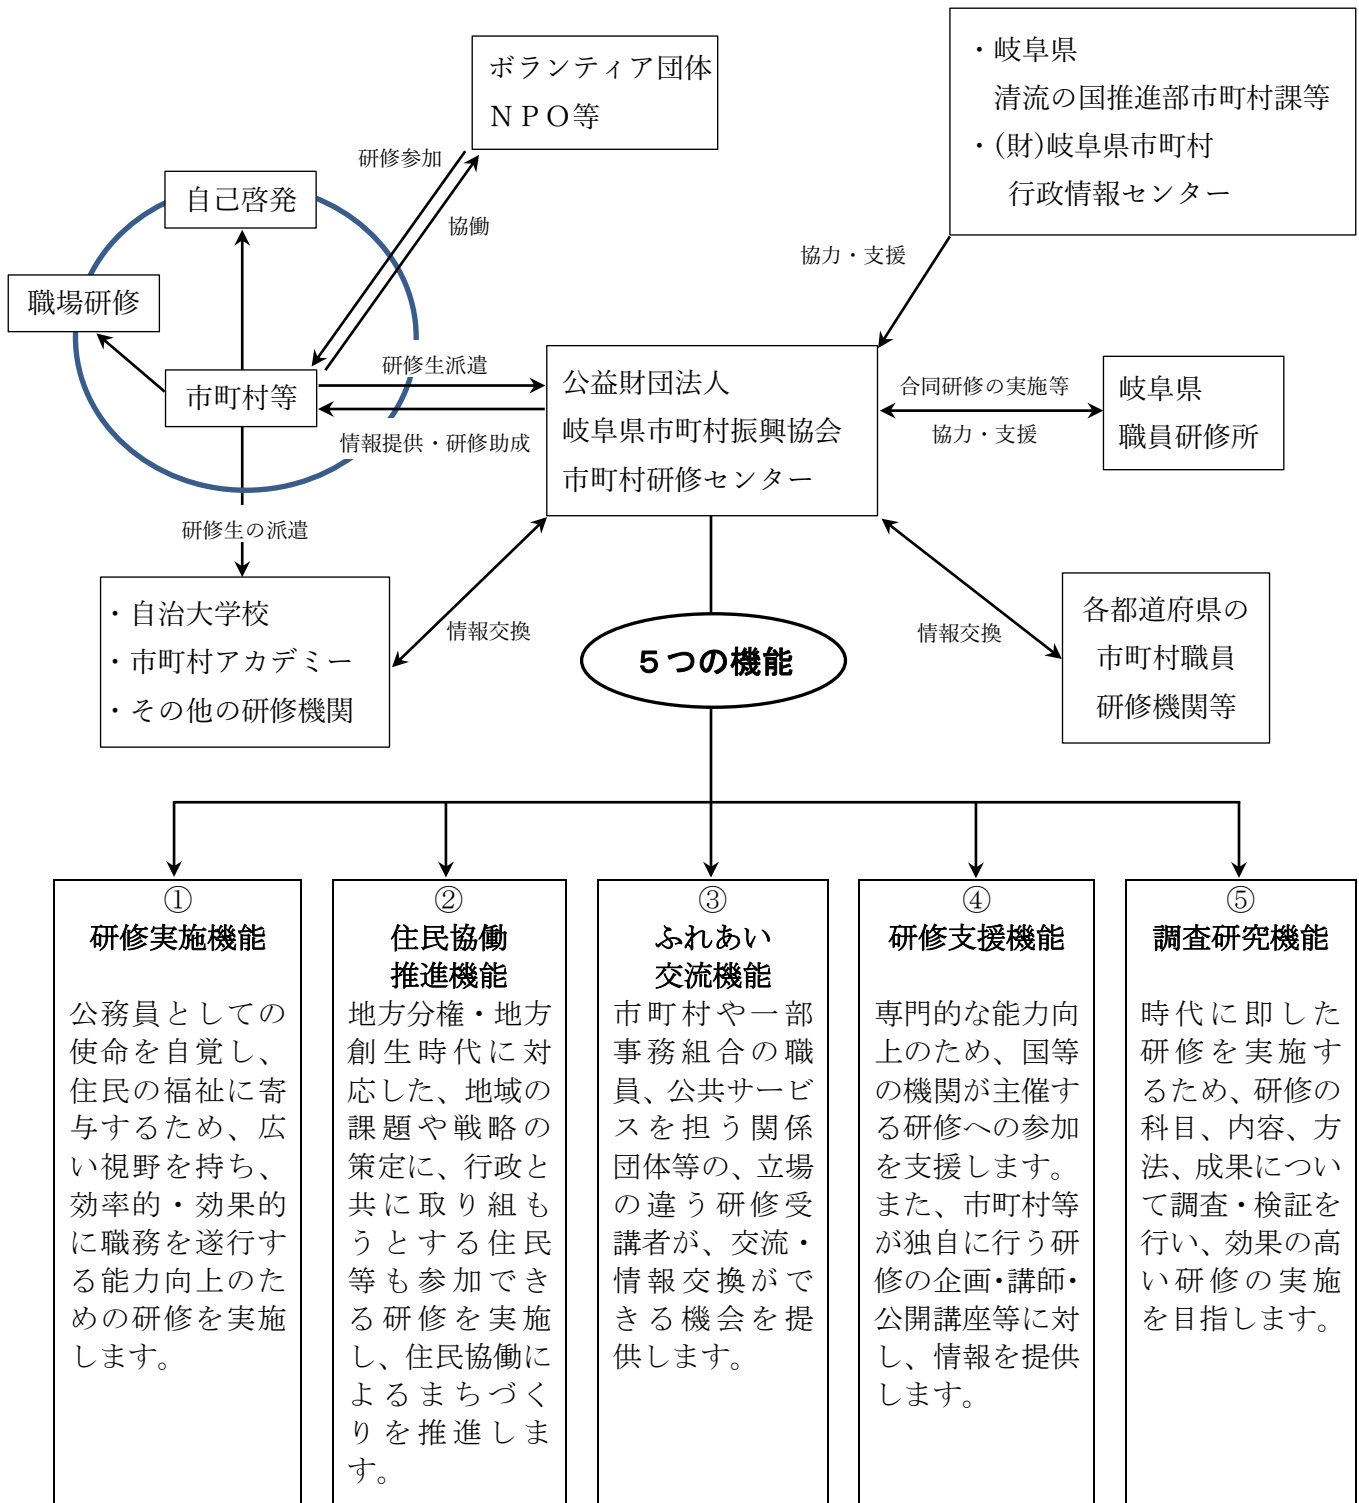 ボランティア団体
ＮＰＯ等
・岐阜県
清流の国推進部市町村課等
・(財)岐阜県市町村
行政情報センター
研修参加
協働
自己啓発
職場研修
市町村等
協力・支援
研修生派遣
情報提供・研修助成
公益財団法人
岐阜県市町村振興協会
市町村研修センター
合同研修の実施等
協力・支援
岐阜県
職員研修所
研修生の派遣
・自治大学校
・市町村アカデミー
・その他の研修機関
情報交換
５つの機能
情報交換
各都道府県の
市町村職員
研修機関等
①
研修実施機能
公務員としての
使命を自覚し、
住民の福祉に寄
与するため、広
い視野を持ち、
効率的・効果的
に職務を遂行す
る能力向上のた
めの研修を実施
します。
②
住民協働
推進機能
地方分権・地方
創生時代に対
応した、地域の
課題や戦略の
策定に、行政と
共に取り組も
うとする住民
等も参加でき
る研修を実施
し、住民協働に
よるまちづく
りを推進しま
す。
③
ふれあい
交流機能
市町村や一部
事務組合の職
員、公共サービ
スを担う関係
団体等の、立場
の違う研修受
講者が、交流・
情報交換がで
きる機会を提
供します。
④
研修支援機能
専門的な能力向
上のため、国等
の機関が主催す
る研修への参加
を支援します。
また、市町村等
が独自に行う研
修の企画・講師・
公開講座等に対
し、情報を提供
します。
⑤
調査研究機能
時代に即した
研修を実施す
るため、研修の
科目、内容、方
法、成果につい
て調査・検証を
行い、効果の高
い研修の実施
を目指します。